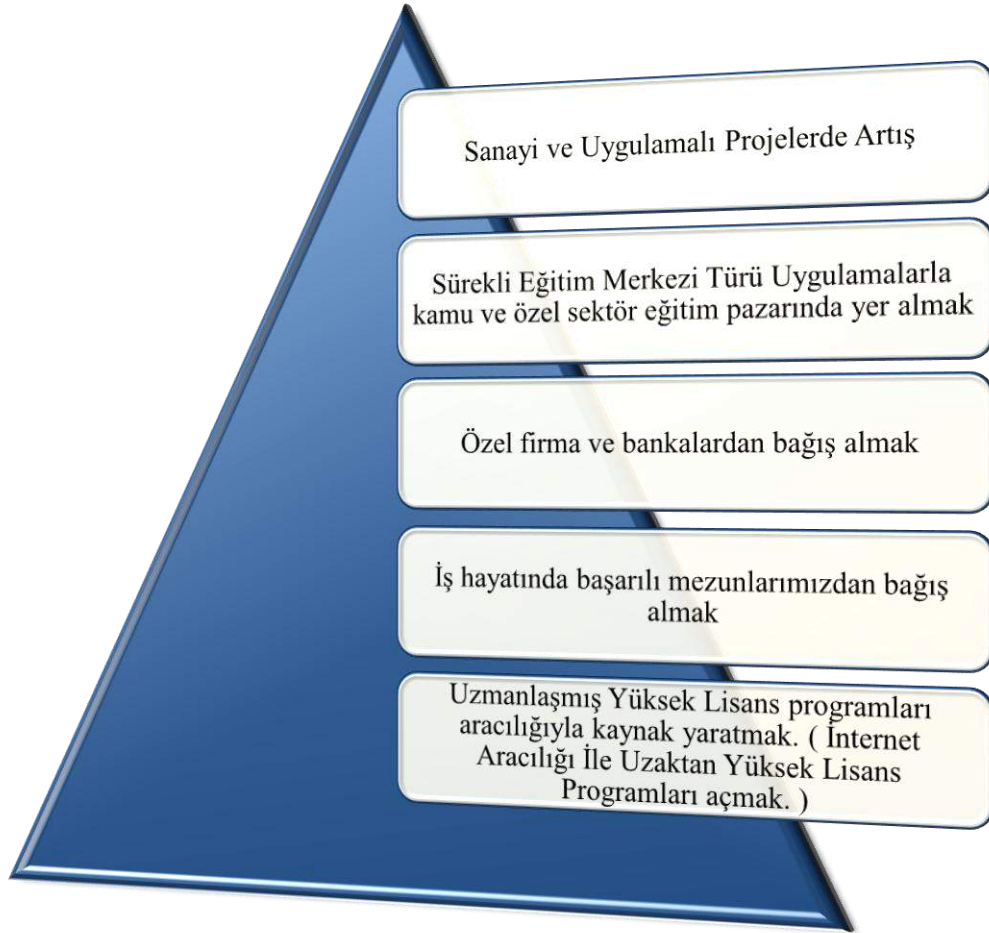 Sanayi ve Uygulamalı Projelerde Artış
Sürekli Eğitim Merkezi Türü Uygulamalarla
kamu ve özel sektör eğitim pazarında yer almak
Özel firma ve bankalardan bağış almak
İş hayatında başarılı mezunlarımızdan bağış
almak
Uzmanlaşmış Yüksek Lisans programları
aracılığıyla kaynak yaratmak. ( İnternet
Aracılığı İle Uzaktan Yüksek Lisans
Programları açmak. )